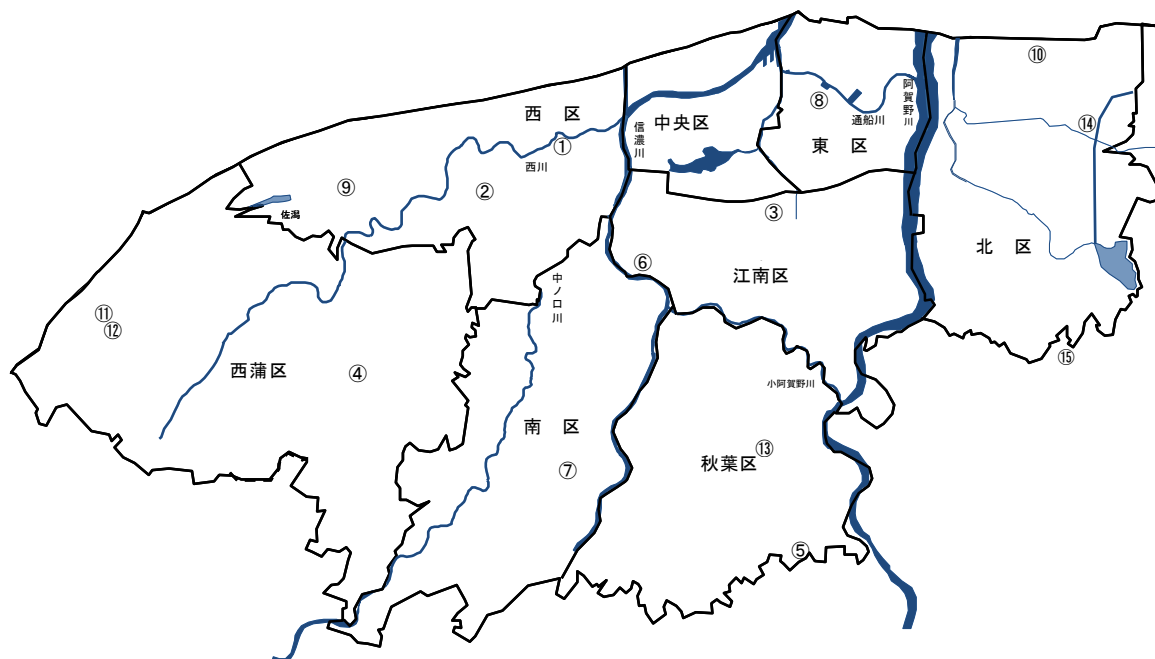 ⑩
阿賀野川
⑧
西 区
中央区
信濃川
通船川
⑭
東 区
①
西川
⑨
②
佐潟
③
北 区
⑥
江南区
中ノ口川
⑪
⑫
⑮
西蒲区
④
小阿賀野川
南 区
⑬
秋葉区
⑦
⑤